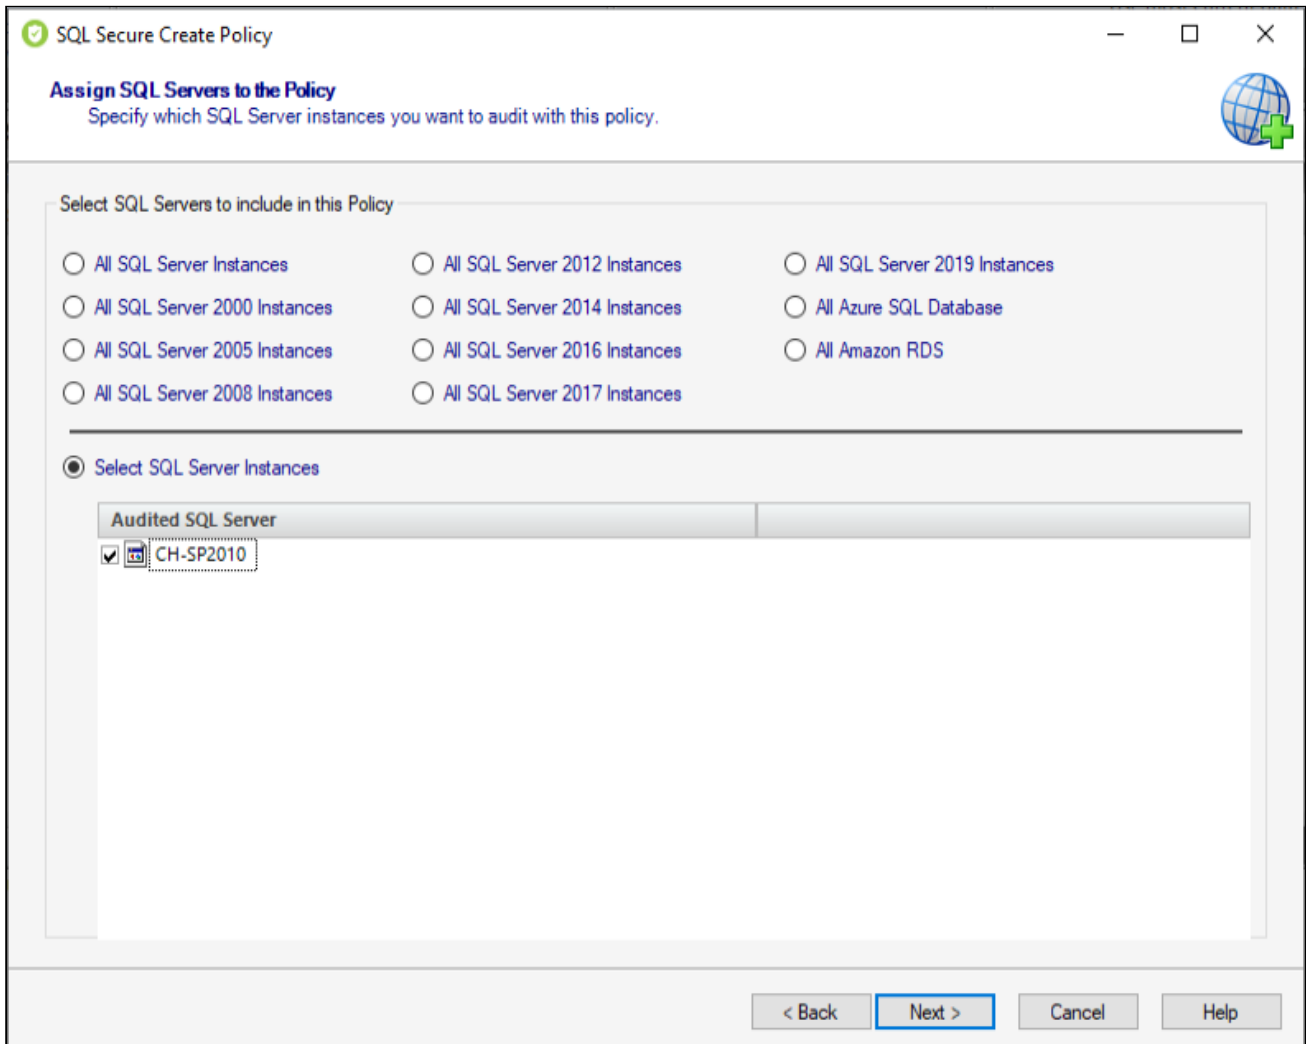 SQL Secure Create Policy
Assign SQL Servers to the Policy
Specify which SQL Server instances you want to audit with this policy.
Select SQL Servers to include in this Policy
All SQL Server Instances
All SQL Server 2000 Instances
All SQL Server 2005 Instances
All SQL Server 2008 Instances
All SQL Server 2012 Instances
All SQL Server 2014 Instances
All SQL Server 2016 Instances
All SQL Server 2017 Instances
All SQL Server 2019 Instances
All Azure SQL Database
All Amazon RDS
Select SQL Server Instances
Audited SQL Server
CH-SP2010
< Back
Next >
Cancel
Help